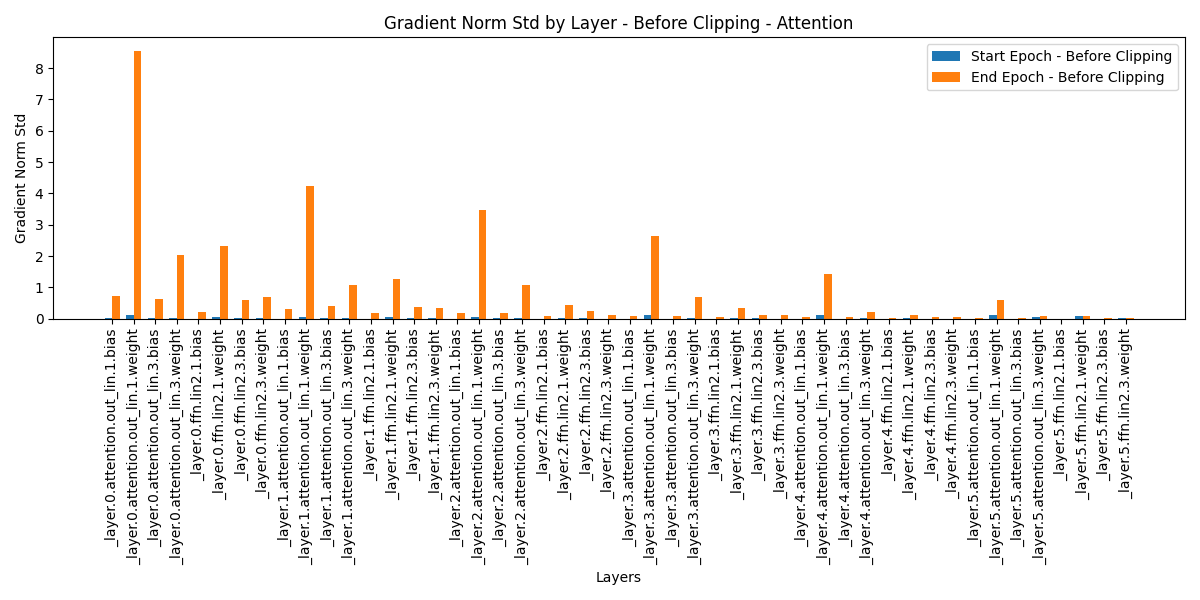 Gradient Norm Std by Layer - Before Clipping - Attention
Start Epoch - Before Clipping
End Epoch - Before Clipping
Gradient Norm Std
8
7
6
5
4
3
2
1
0
_layer.0.attention.out_lin.1.bias
_layer.0.attention.out_lin.1.weight
_layer.0.attention.out_lin.3.bias
_layer.0.attention.out_lin.3.weight
_layer.0.ffn.lin2.1.bias
_layer.0.ffn.lin2.1.weight
_layer.0.ffn.lin2.3.bias
_layer.0.ffn.lin2.3.weight
_layer.1.attention.out_lin.1.bias
_layer.1.attention.out_lin.1.weight
_layer.1.attention.out_lin.3.bias
_layer.1.attention.out_lin.3.weight
_layer.1.ffn.lin2.1.bias
_layer.1.ffn.lin2.1.weight
_layer.1.ffn.lin2.3.bias
_layer.1.ffn.lin2.3.weight
_layer.2.attention.out_lin.1.bias
_layer.2.attention.out_lin.1.weight
_layer.2.attention.out_lin.3.bias
_layer.2.attention.out_lin.3.weight
_layer.2.ffn.lin2.1.bias
_layer.2.ffn.lin2.1.weight
_layer.2.ffn.lin2.3.bias
_layer.2.ffn.lin2.3.weight
_layer.3.attention.out_lin.1.bias
_layer.3.attention.out_lin.1.weight
_layer.3.attention.out_lin.3.bias
_layer.3.attention.out_lin.3.weight
_layer.3.ffn.lin2.1.bias
_layer.3.ffn.lin2.1.weight
_layer.3.ffn.lin2.3.bias
_layer.3.ffn.lin2.3.weight
_layer.4.attention.out_lin.1.bias
_layer.4.attention.out_lin.1.weight
_layer.4.attention.out_lin.3.bias
_layer.4.attention.out_lin.3.weight
_layer.4.ffn.lin2.1.bias
_layer.4.ffn.lin2.1.weight
_layer.4.ffn.lin2.3.bias
_layer.4.ffn.lin2.3.weight
_layer.5.attention.out_lin.1.bias
_layer.5.attention.out_lin.1.weight
_layer.5.attention.out_lin.3.bias
_layer.5.attention.out_lin.3.weight
_layer.5.ffn.lin2.1.bias
_layer.5.ffn.lin2.1.weight
_layer.5.ffn.lin2.3.bias
_layer.5.ffn.lin2.3.weight
Layers